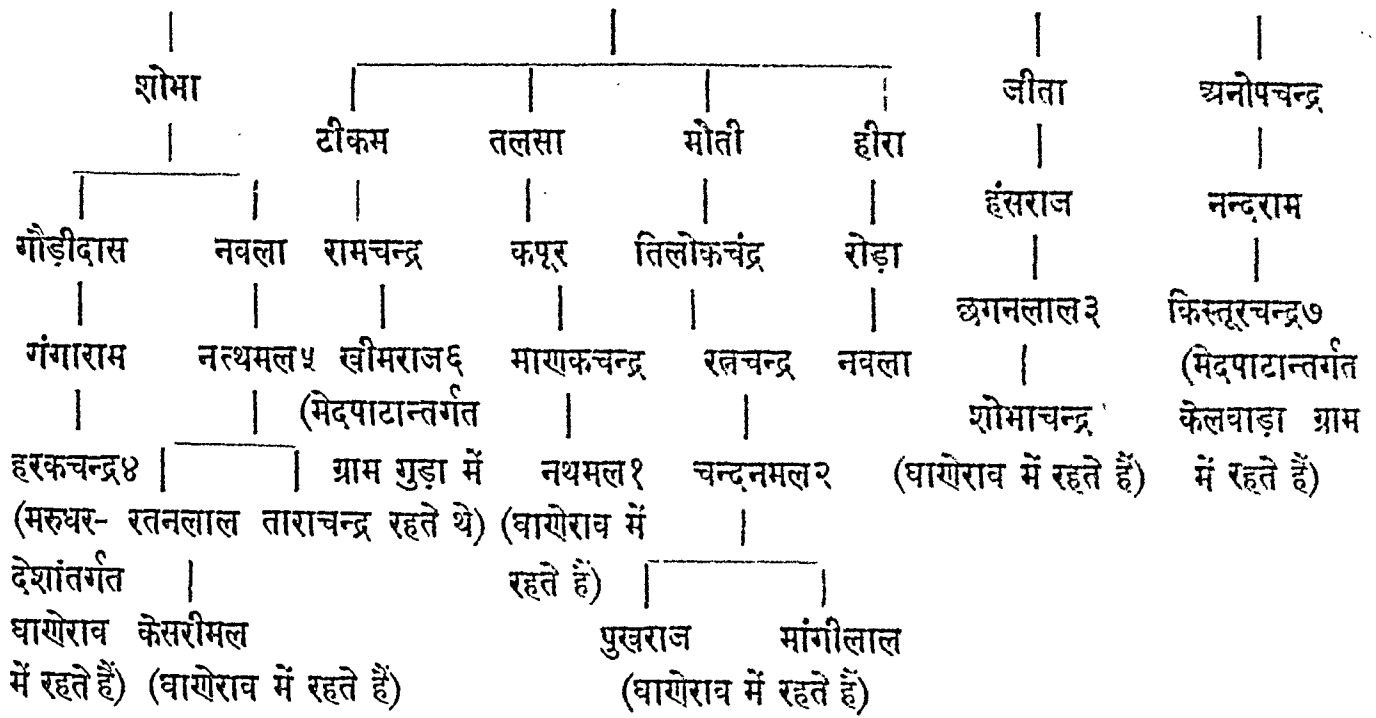 शोभा जीता अनोपचन्द्र
टीकम तलसा मोती हीरा
हंसराज नन्दराम
गौड़ीदास नवला रामचन्द्र कपूर तिलोकचंद्र रोड़ा
छगनलाल३ किस्तूरचन्द्र७
गंगाराम नत्थमल५ खीमराज६ माणकचन्द्र रत्नचन्द्र नवला (मेदपाटान्तर्गत
(मेदपाटान्तर्गत शोभाचन्द्र केलवाड़ा ग्राम
हरकचन्द्र४ ग्राम गुड़ा में नथमल१ चन्दनमल२ (घाणेराव में रहते हैं) में रहते हैं)
(मरुधर- रतनलाल ताराचन्द्र रहते थे) (घाणेराव में
देशांतर्गत रहते हैं)
घाणेराव केसरीमल पुखराज मांगीलाल
में रहते हैं) (घाणेराव में रहते हैं) (घाणेराव में रहते हैं)